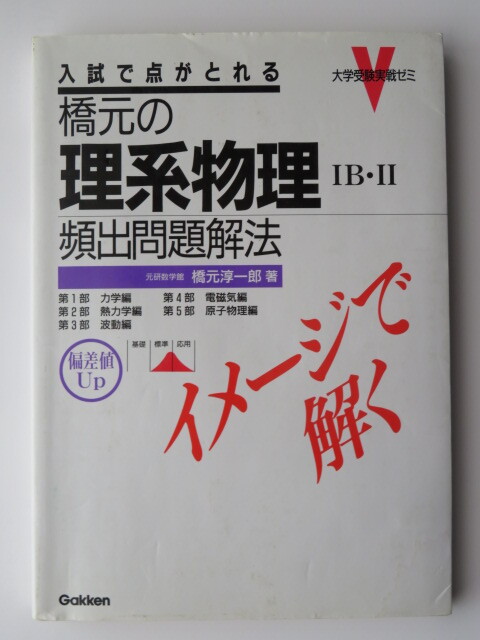 入試で点がとれる
大学受験実戦ゼミ
V
橋元の
理系物理 IB・II
頻出問題解法
元研数学館 橋元淳一郎 著
第1部 力学編
第2部 熱力学編
第3部 波動編
第4部 電磁気編
第5部 原子物理編
偏差値
Up
基礎 標準 応用
イメージで
解く
Gakken